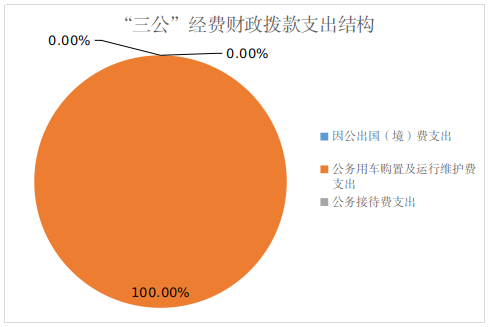 “三公”经费财政拨款支出结构
0.00%
0.00%
因公出国（境）费支出
公务用车购置及运行维护费
支出
公务接待费支出
100.00%